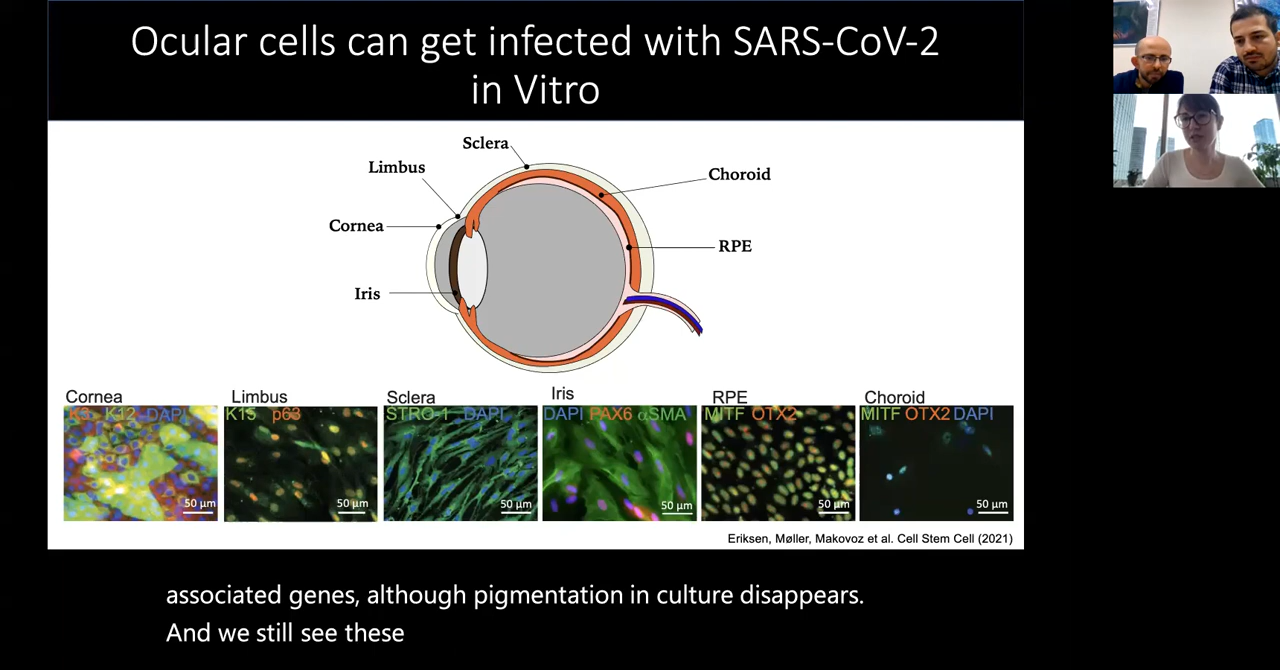 Ocular cells can get infected with SARS-CoV-2
in Vitro
Sclera
Limbus
Choroid
Cornea
RPE
Iris
Cornea
K3 K12 DAPI
50 µm
Limbus
K15 p63
50 µm
Sclera
STRO-1 DAPI
50 µm
Iris
DAPI PAX6 αSMA
50 µm
RPE
MITF OTX2
50 µm
Choroid
MITF OTX2 DAPI
50 µm
Eriksen, Møller, Makovoz et al. Cell Stem Cell (2021)
associated genes, although pigmentation in culture disappears.
And we still see these